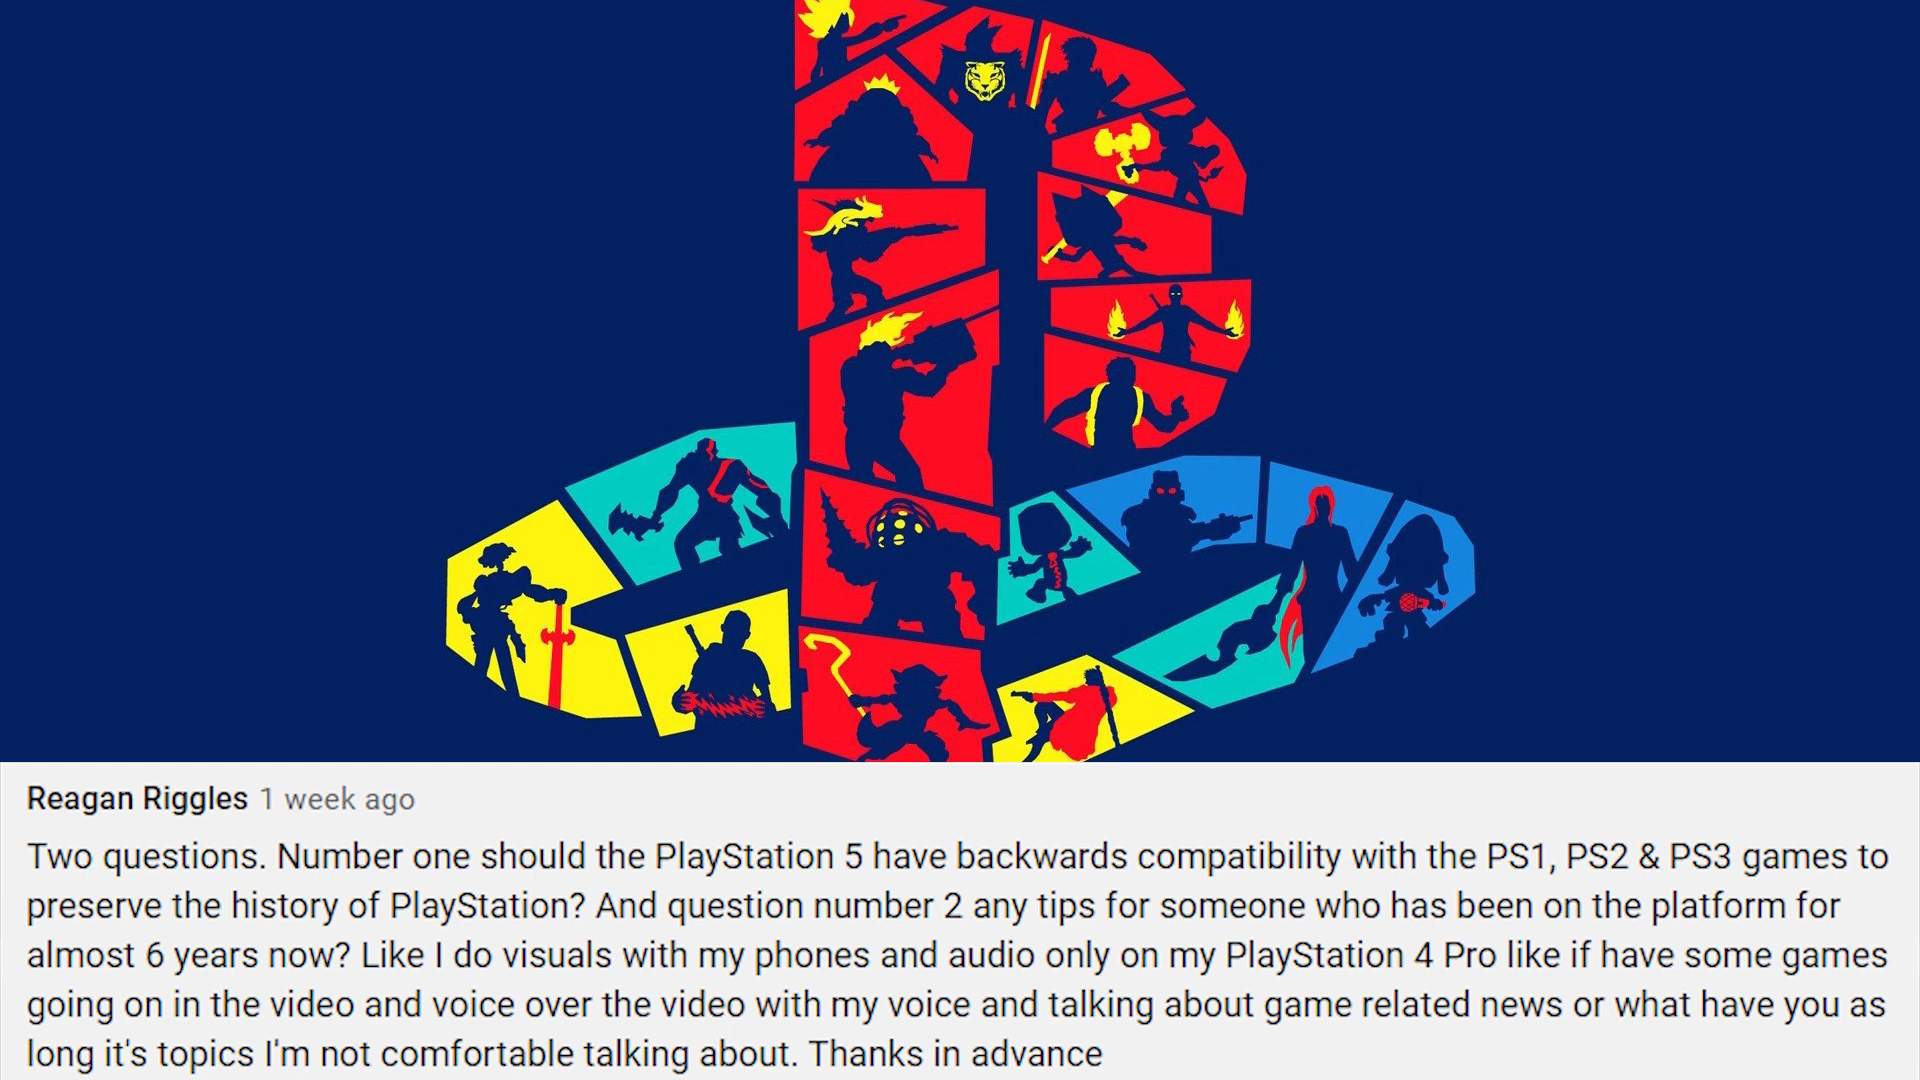 Reagan Riggles 1 week ago
Two questions. Number one should the PlayStation 5 have backwards compatibility with the PS1, PS2 & PS3 games to
preserve the history of PlayStation? And question number 2 any tips for someone who has been on the platform for
almost 6 years now? Like I do visuals with my phones and audio only on my PlayStation 4 Pro like if have some games
going on in the video and voice over the video with my voice and talking about game related news or what have you as
long it's topics I'm not comfortable talking about. Thanks in advance